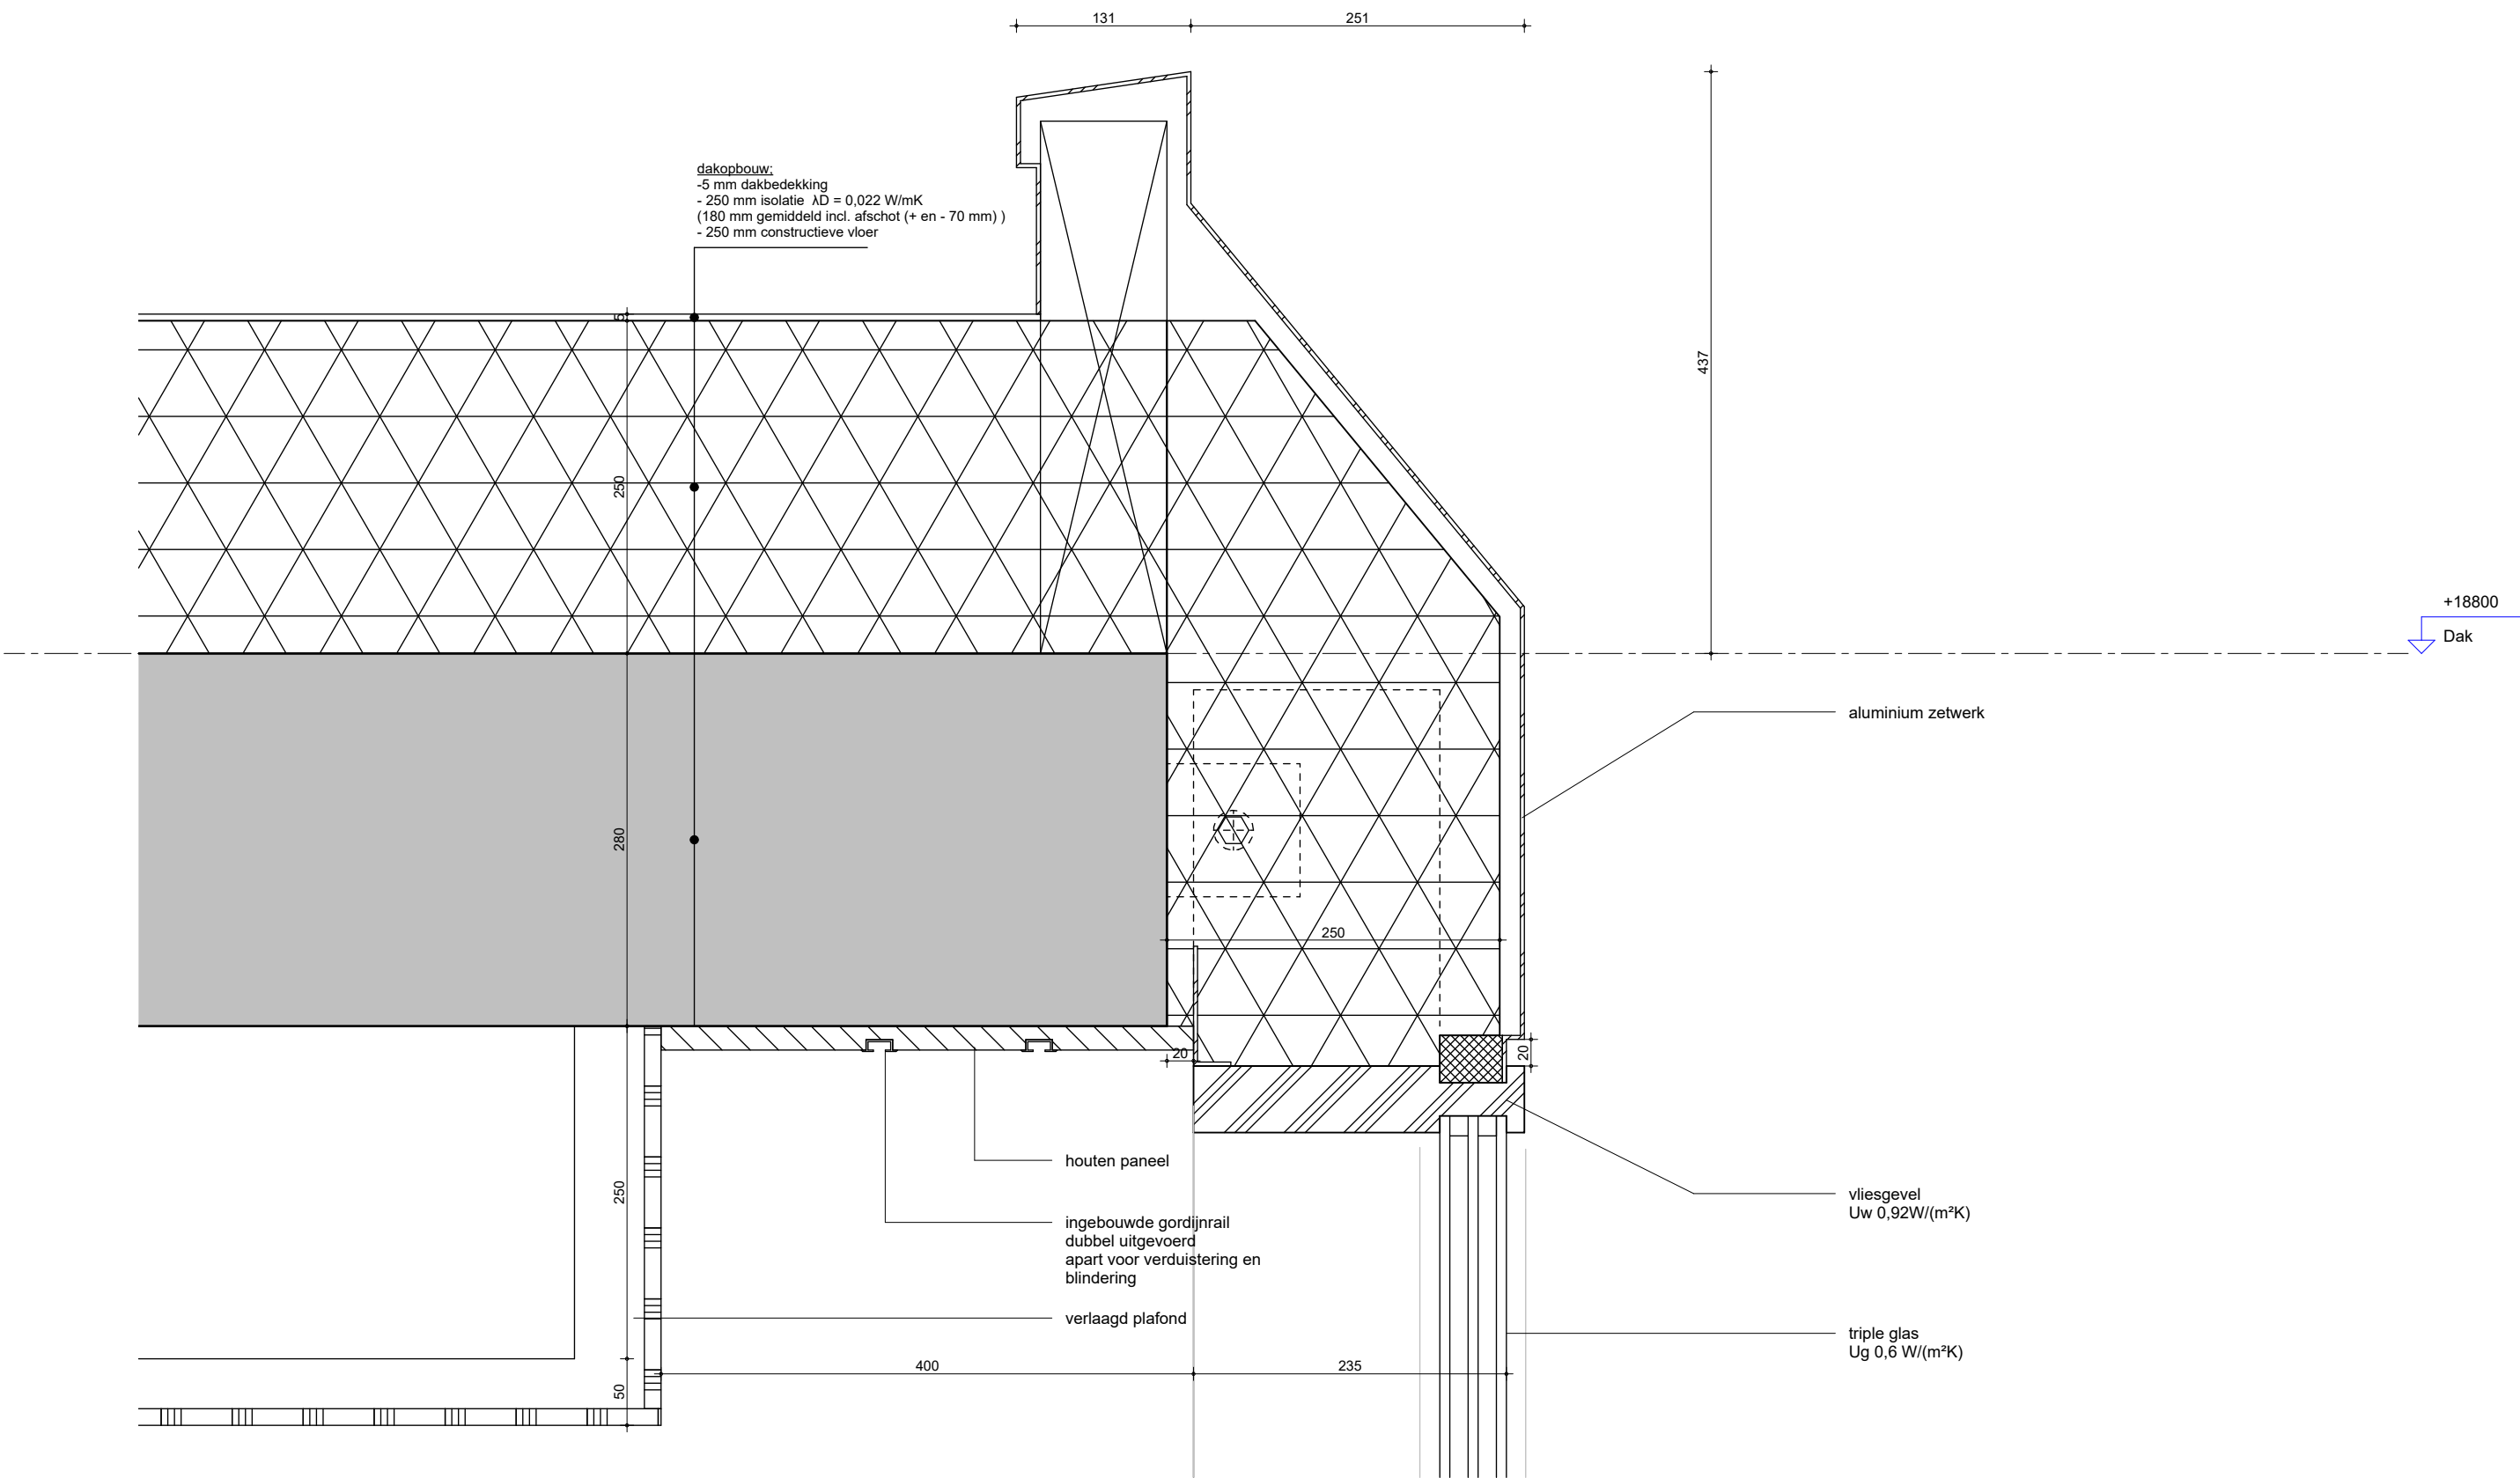 131
251
dakopbouw;
-5 mm dakbedekking
- 250 mm isolatie  λD = 0,022 W/mK
(180 mm gemiddeld incl. afschot (+ en - 70 mm) )
- 250 mm constructieve vloer
5
437
250
+18800
Dak
aluminium zetwerk
280
250
20
20
houten paneel
vliesgevel
Uw 0,92W/(m²K)
250
ingebouwde gordijnrail
dubbel uitgevoerd
apart voor verduistering en
blindering
verlaagd plafond
triple glas
Ug 0,6 W/(m²K)
400
235
50